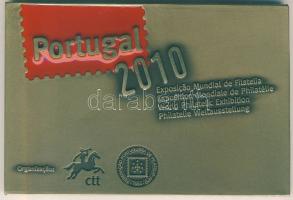 Portugal
2010
Exposição Mundial de Filatelia
Exposition Mondiale de Philatélie
World Philatelic Exhibition
Philatelie Weltausstellung
Organização:
ctt